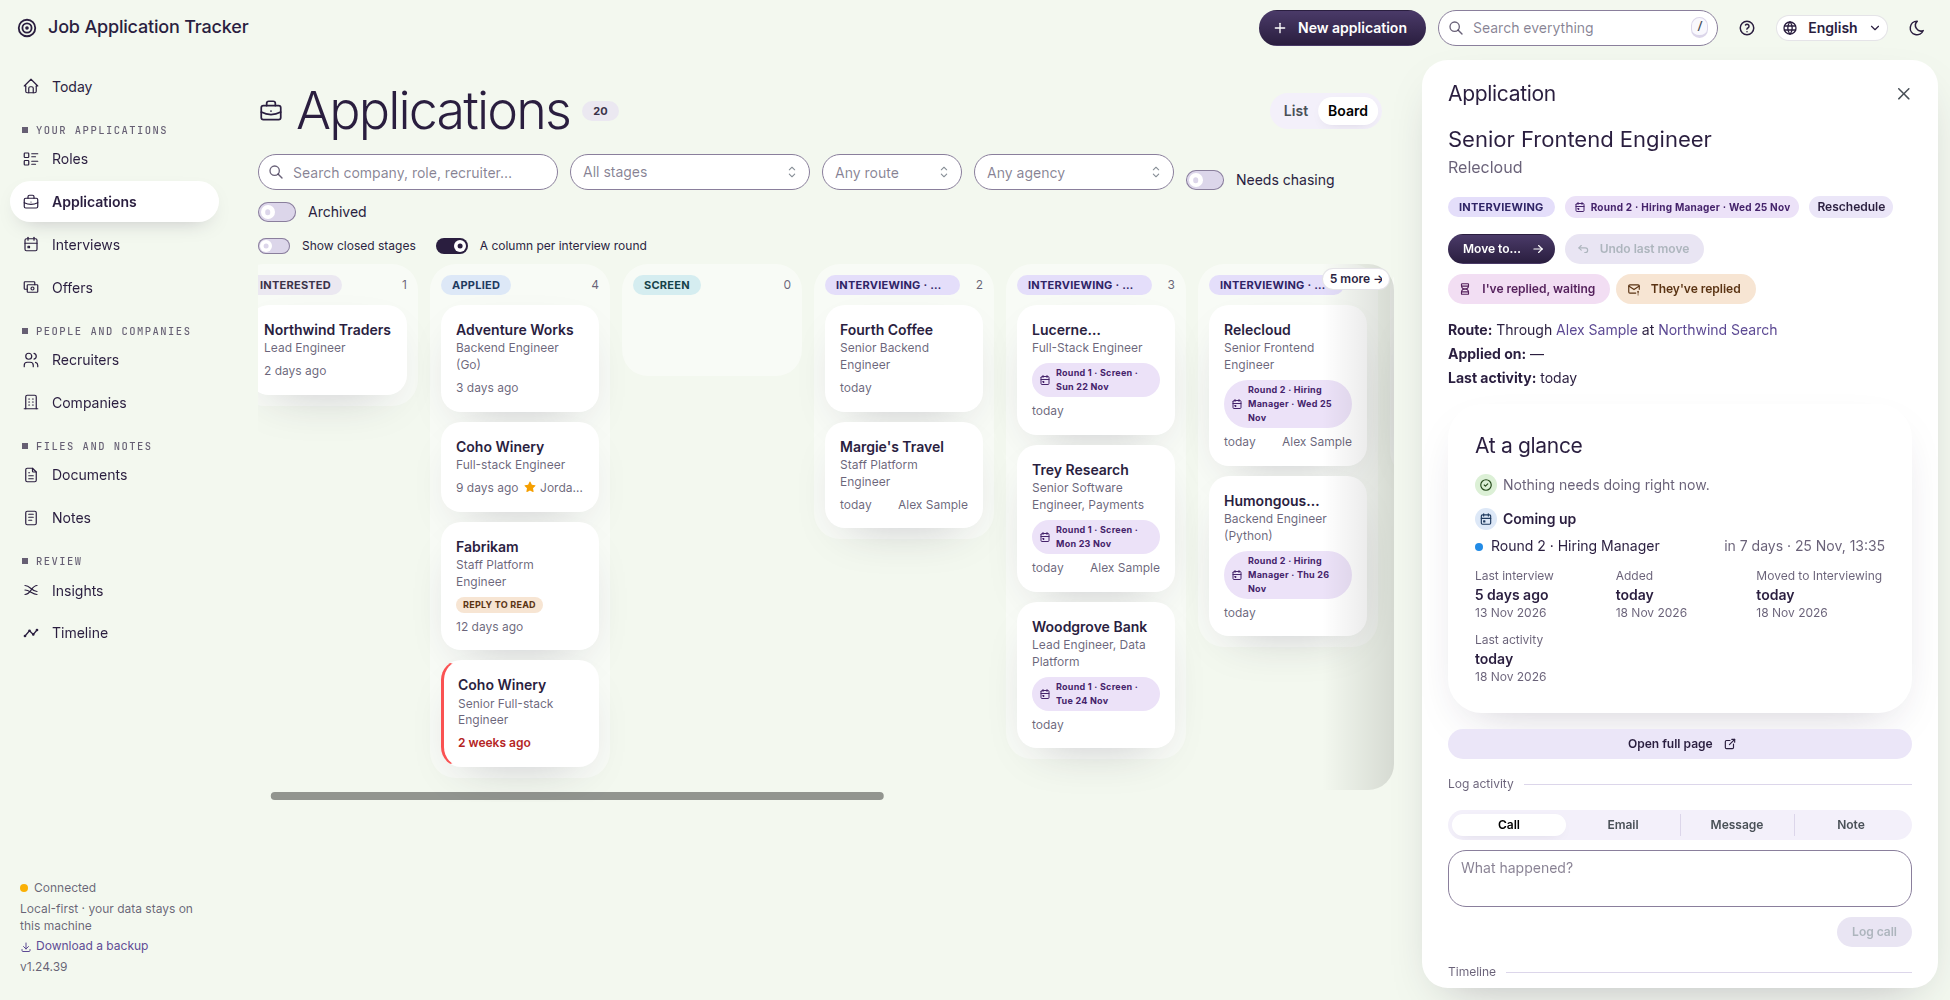 Job Application Tracker
New application
Search everything
/
English
Today
YOUR APPLICATIONS
Roles
Applications
Interviews
Offers
PEOPLE AND COMPANIES
Recruiters
Companies
FILES AND NOTES
Documents
Notes
REVIEW
Insights
Timeline
Connected
Local-first · your data stays on
this machine
Download a backup
v1.24.39
Applications
20
List
Board
Search company, role, recruiter...
All stages
Any route
Any agency
Needs chasing
Archived
Show closed stages
A column per interview round
INTERESTED
1
Northwind Traders
Lead Engineer
2 days ago
APPLIED
4
Adventure Works
Backend Engineer
(Go)
3 days ago
Coho Winery
Full-stack Engineer
9 days ago
Jorda...
Fabrikam
Staff Platform
Engineer
REPLY TO READ
12 days ago
Coho Winery
Senior Full-stack
Engineer
2 weeks ago
SCREEN
0
INTERVIEWING · ...
2
Fourth Coffee
Senior Backend
Engineer
today
Margie's Travel
Staff Platform
Engineer
today
Alex Sample
INTERVIEWING · ...
3
Lucerne...
Full-Stack Engineer
Round 1 · Screen ·
Sun 22 Nov
today
Trey Research
Senior Software
Engineer, Payments
Round 1 · Screen ·
Mon 23 Nov
today
Alex Sample
Woodgrove Bank
Lead Engineer, Data
Platform
Round 1 · Screen ·
Tue 24 Nov
today
INTERVIEWING · ...
5 more →
Relecloud
Senior Frontend
Engineer
Round 2 · Hiring
Manager · Wed 25
Nov
today
Alex Sample
Humongous...
Backend Engineer
(Python)
Round 2 · Hiring
Manager · Thu 26
Nov
today
Application
Senior Frontend Engineer
Relecloud
INTERVIEWING
Round 2 · Hiring Manager · Wed 25 Nov
Reschedule
Move to...
Undo last move
I've replied, waiting
They've replied
Route: Through Alex Sample at Northwind Search
Applied on: —
Last activity: today
At a glance
Nothing needs doing right now.
Coming up
Round 2 · Hiring Manager
in 7 days · 25 Nov, 13:35
Last interview
5 days ago
13 Nov 2026
Added
today
18 Nov 2026
Moved to Interviewing
today
18 Nov 2026
Last activity
today
18 Nov 2026
Open full page
Log activity
Call
Email
Message
Note
What happened?
Log call
Timeline